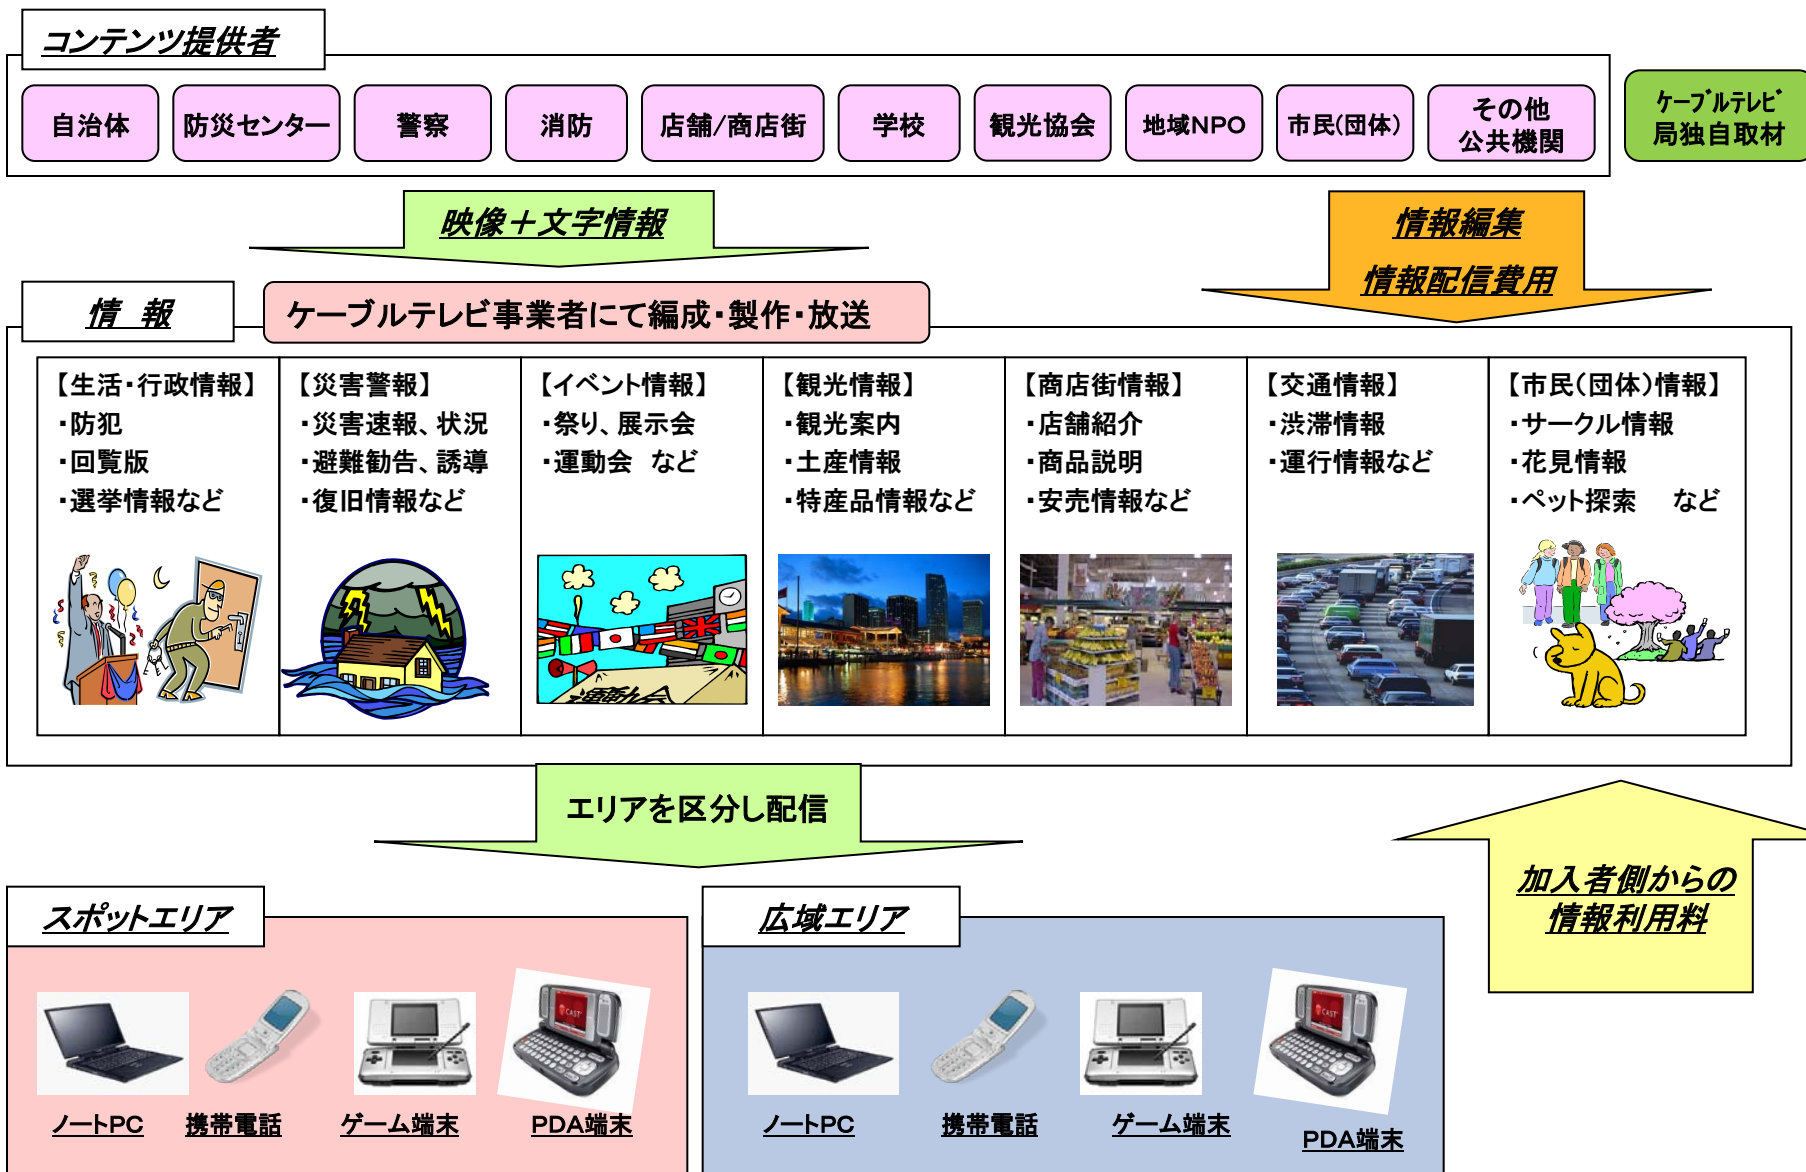 コンテンツ提供者
自治体
防災センター
警察
消防
店舗/商店街
学校
観光協会
地域NPO
市民(団体)
その他
公共機関
ケーブルテレビ
局独自取材
映像+文字情報
情報編集
情報配信費用
情 報
ケーブルテレビ事業者にて編成・製作・放送
【生活・行政情報】
・防犯
・回覧版
・選挙情報など
【災害警報】
・災害速報、状況
・避難勧告、誘導
・復旧情報など
【イベント情報】
・祭り、展示会
・運動会 など
運動会
【観光情報】
・観光案内
・土産情報
・特産品情報など
【商店街情報】
・店舗紹介
・商品説明
・安売情報など
【交通情報】
・渋滞情報
・運行情報など
【市民(団体)情報】
・サークル情報
・花見情報
・ペット探索 など
エリアを区分し配信
加入者側からの
情報利用料
スポットエリア
CAST
ノートPC
携帯電話
ゲーム端末
PDA端末
広域エリア
CAST
ノートPC
携帯電話
ゲーム端末
PDA端末